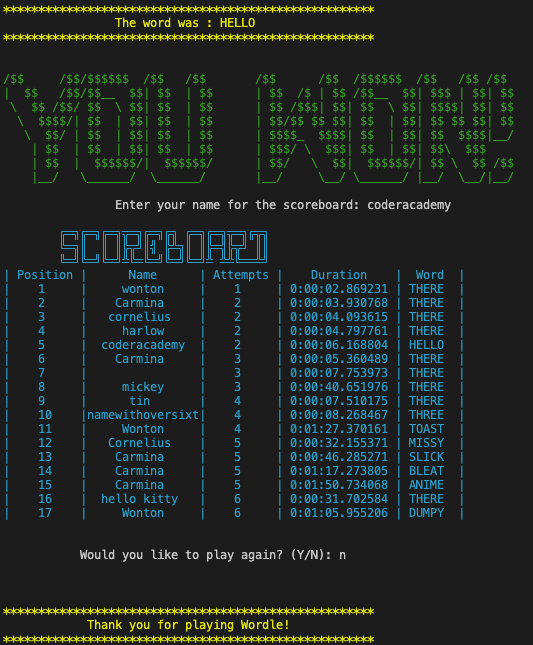 *****************************************************
The word was : HELLO
*****************************************************
YOU WON!
Enter your name for the scoreboard: coderacademy
SCOREBOARD
| Position | Name | Attempts | Duration | Word |
| 1 | wonton | 1 | 0:00:02.869231 | THERE |
| 2 | Carmina | 2 | 0:00:03.930768 | THERE |
| 3 | cornelius | 2 | 0:00:04.093615 | THERE |
| 4 | harlow | 2 | 0:00:04.797761 | THERE |
| 5 | coderacademy | 2 | 0:00:06.168804 | HELLO |
| 6 | Carmina | 3 | 0:00:05.360489 | THERE |
| 7 | | 3 | 0:00:07.753973 | THERE |
| 8 | mickey | 3 | 0:00:40.651976 | THERE |
| 9 | tin | 4 | 0:00:07.510175 | THERE |
| 10 |namewithoversixt| 4 | 0:00:08.268467 | THREE |
| 11 | Wonton | 4 | 0:01:27.370161 | TOAST |
| 12 | Cornelius | 5 | 0:00:32.155371 | MISSY |
| 13 | Carmina | 5 | 0:00:46.285271 | SLICK |
| 14 | Carmina | 5 | 0:01:17.273805 | BLEAT |
| 15 | Carmina | 5 | 0:01:50.734068 | ANIME |
| 16 | hello kitty | 6 | 0:00:31.702584 | THERE |
| 17 | Wonton | 6 | 0:01:05.955206 | DUMPY |
Would you like to play again? (Y/N): n
*****************************************************
Thank you for playing Wordle!
*****************************************************